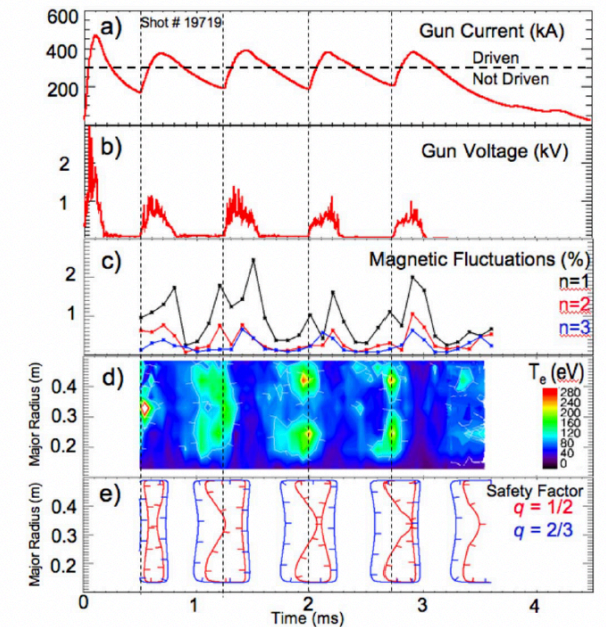 a) Shot # 19719
Gun Current (kA)
600
400
200
Driven
Not Driven
b)
Gun Voltage (kV)
2
1
c)
Magnetic Fluctuations (%)
n=1
n=2
n=3
2
1
d)
Major Radius (m)
0.4
0.3
0.2
Te (eV)
280
240
200
160
120
80
40
0
e)
Major Radius (m)
0.4
0.3
0.2
Safety Factor
q = 1/2
q = 2/3
0 1 2 3 4
Time (ms)